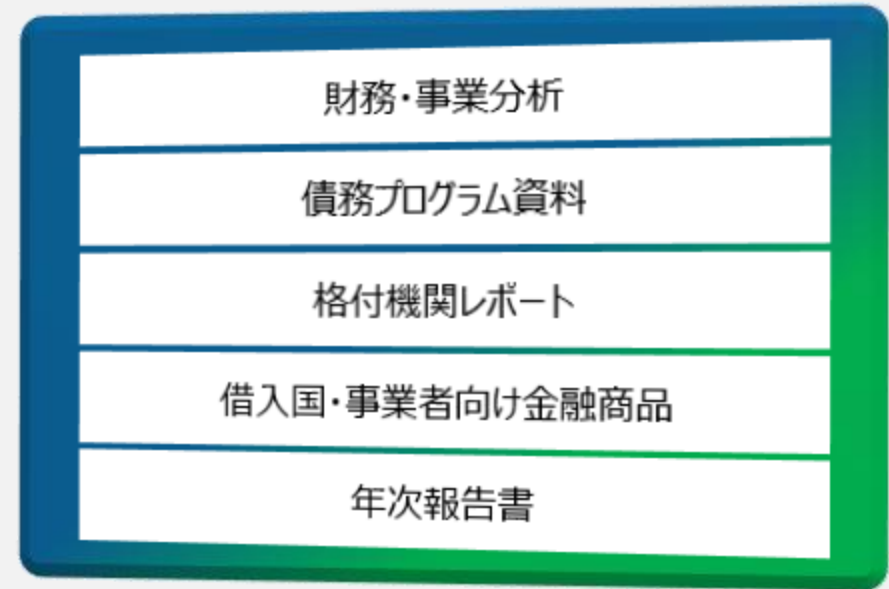 財務・事業分析
債務プログラム資料
格付機関レポート
借入国・事業者向け金融商品
年次報告書